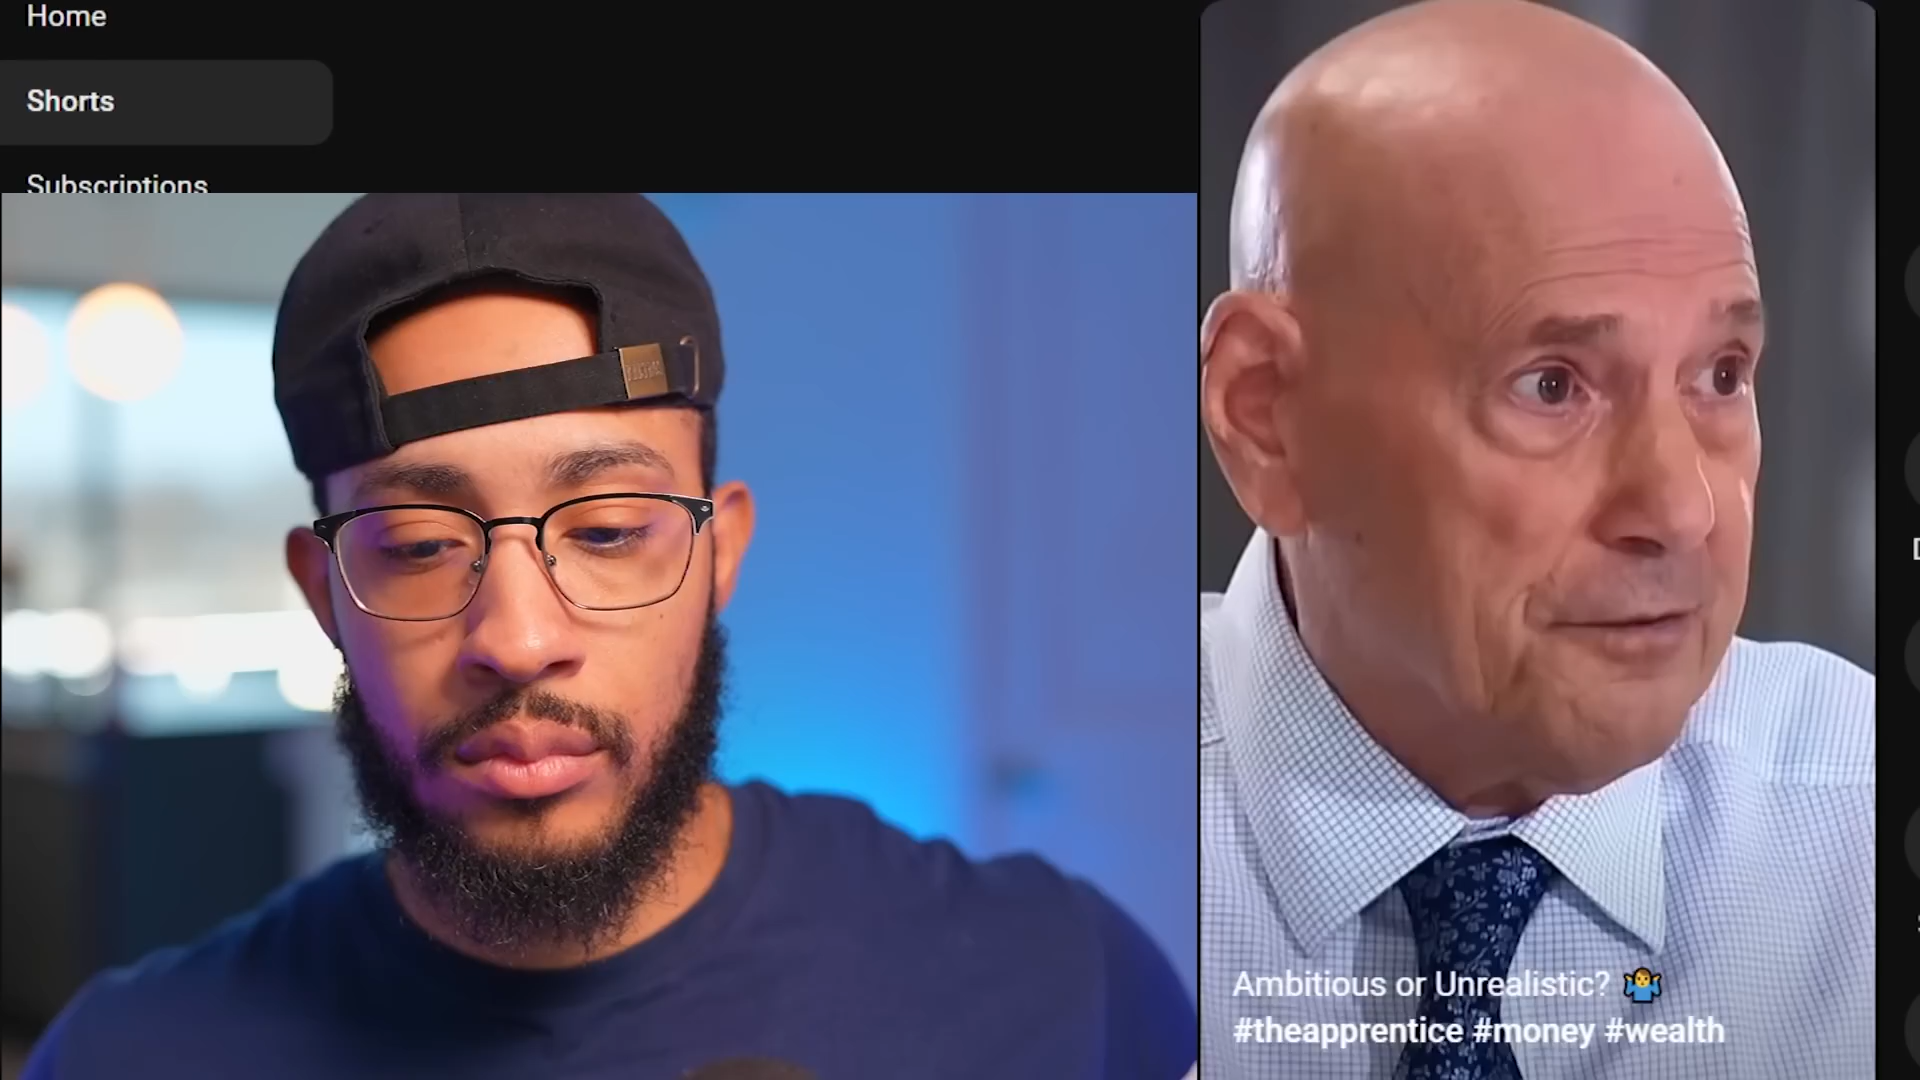 Home
Shorts
Subscriptions
Ambitious or Unrealistic? 🤷‍♂️
#theapprentice #money #wealth